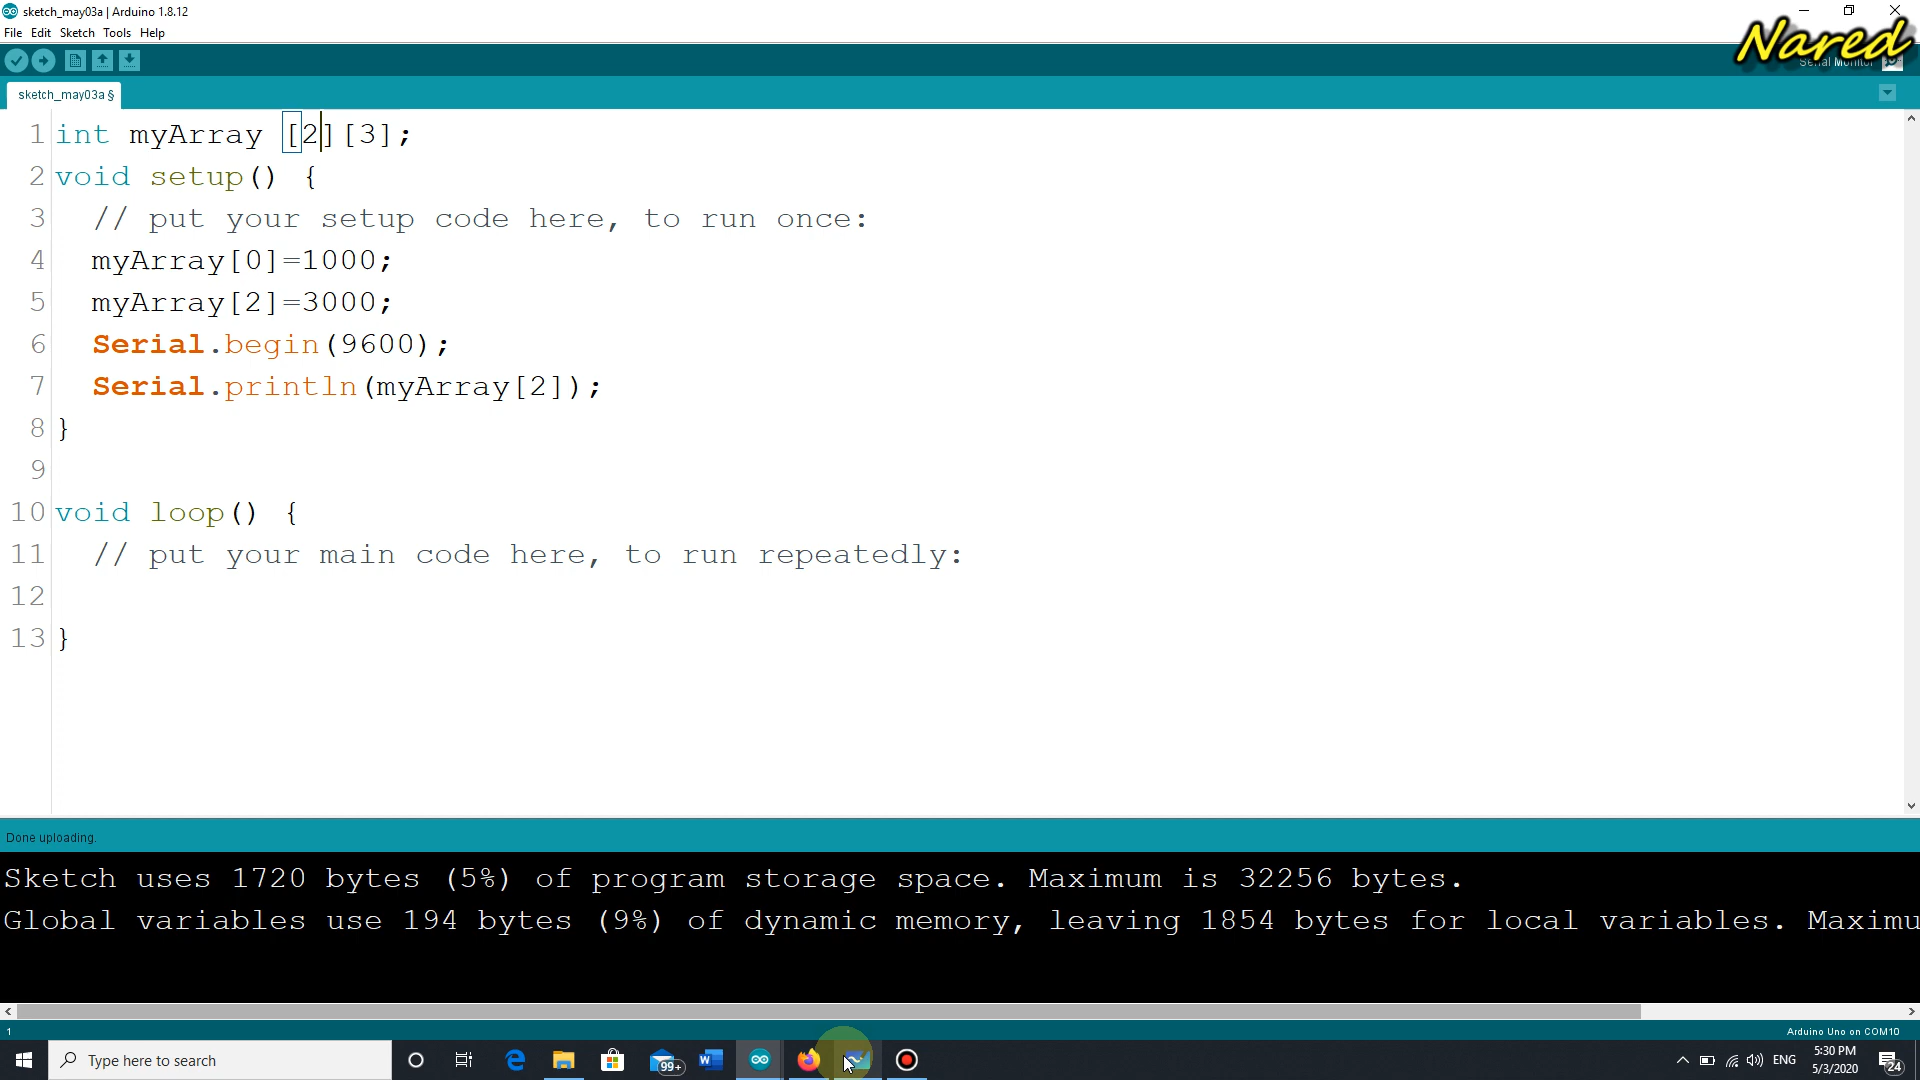 sketch_may03a | Arduino 1.8.12
File Edit Sketch Tools Help
Nared
Serial Monitor
sketch_may03a §
1 int myArray [2][3];
2 void setup() {
3 // put your setup code here, to run once:
4 myArray[0]=1000;
5 myArray[2]=3000;
6 Serial.begin(9600);
7 Serial.println(myArray[2]);
8 }
9
10 void loop() {
11 // put your main code here, to run repeatedly:
12
13 }
Done uploading.
Sketch uses 1720 bytes (5%) of program storage space. Maximum is 32256 bytes.
Global variables use 194 bytes (9%) of dynamic memory, leaving 1854 bytes for local variables. Maximu
1
Arduino Uno on COM10
Type here to search
99+
ENG
5:30 PM
5/3/2020
24